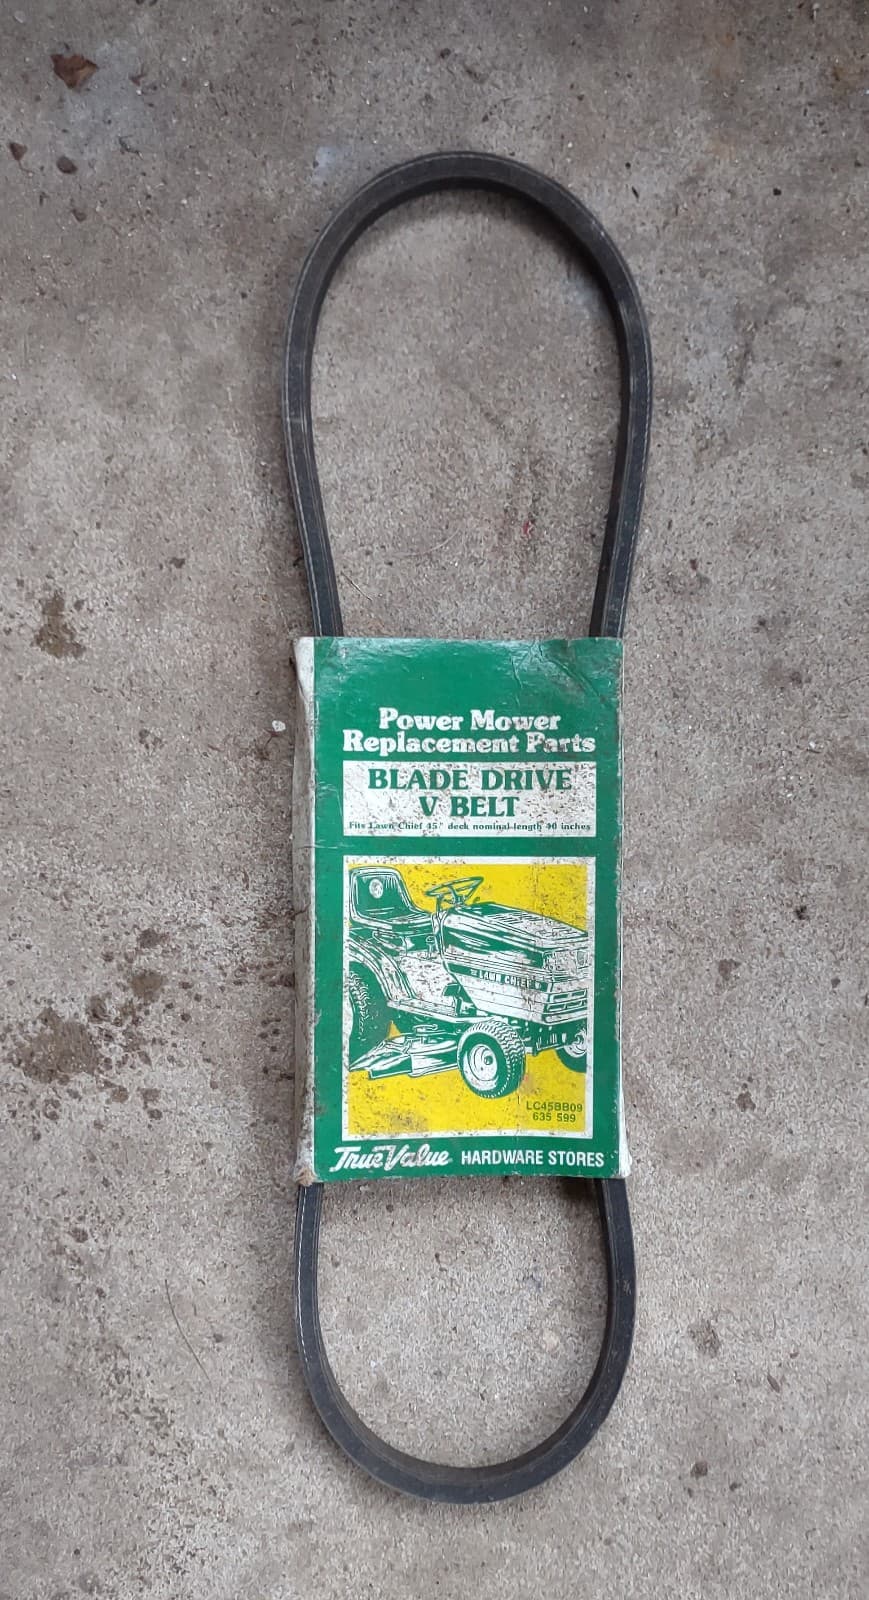 Power Mower
Replacement Parts
BLADE DRIVE
V BELT
Fits Lawn Chief 45" deck nominal length 40 inches
LAWN CHIEF
LC45BB09
635 599
True Value HARDWARE STORES